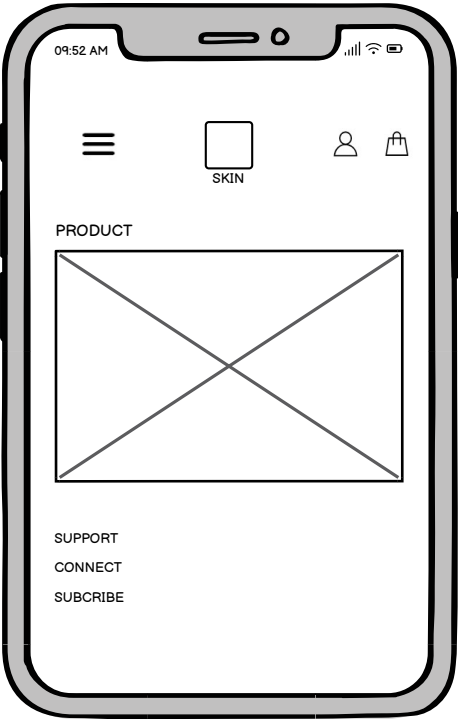 09:52 AM
SKIN
PRODUCT
SUPPORT
CONNECT
SUBCRIBE